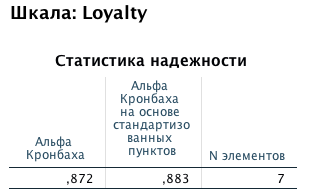 Шкала: Loyalty
Статистика надежности
Альфа
Кронбаха
Альфа
Кронбаха
на основе
стандартизо
ванных
пунктов
N элементов
,872
,883
7